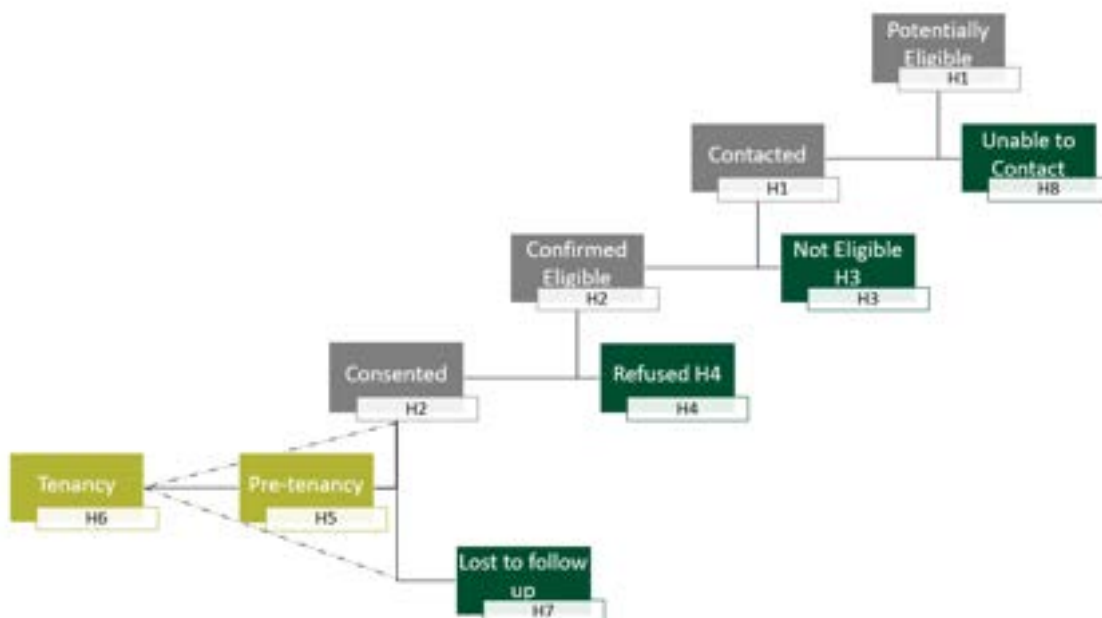 Potentially
Eligible
H1
Contacted
H1
Unable to
Contact
H8
Confirmed
Eligible
H2
Not Eligible
H3
H3
Consented
H2
Refused H4
H4
Tenancy
H6
Pre-tenancy
H5
Lost to follow
up
H7